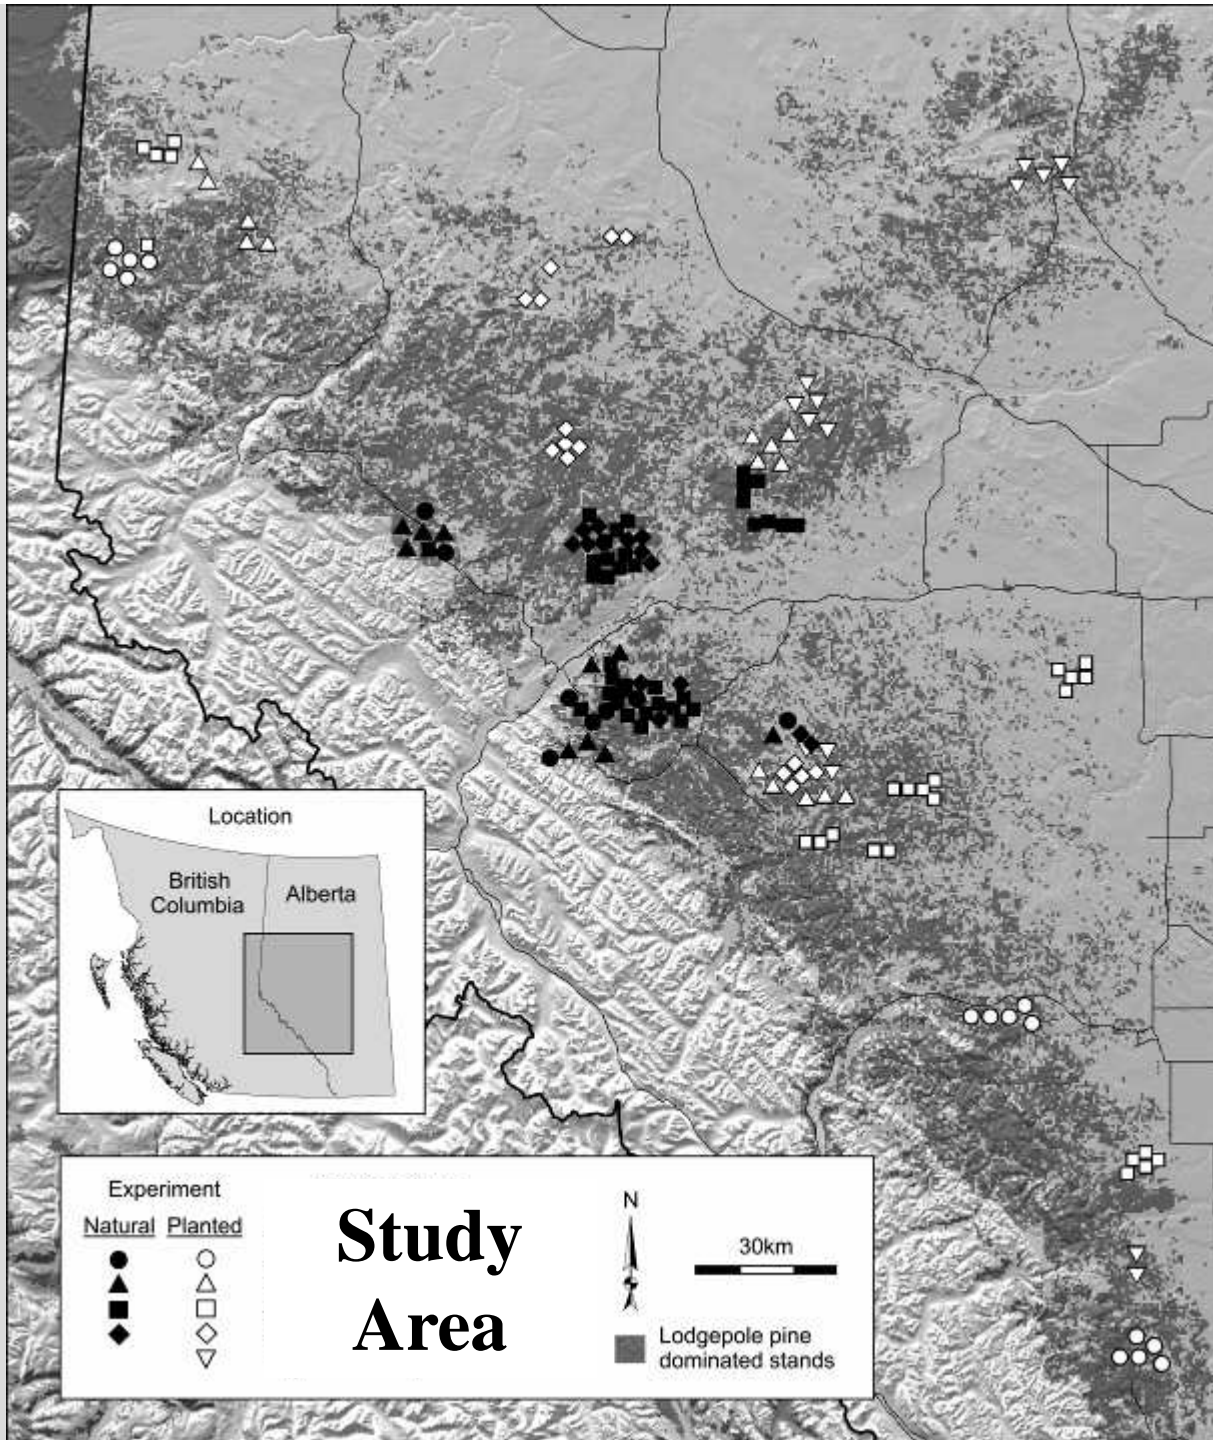 Location
British
Columbia
Alberta
Experiment
Natural Planted
Study
Area
N
30km
Lodgepole pine
dominated stands